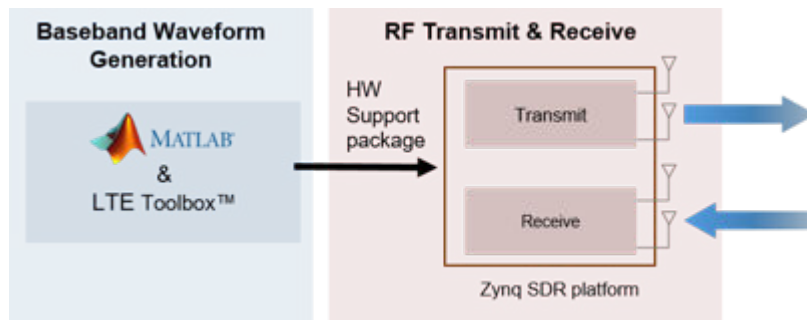 Baseband Waveform
Generation
MATLAB®
&
LTE Toolbox™
RF Transmit & Receive
HW
Support
package
Transmit
Receive
Zynq SDR platform